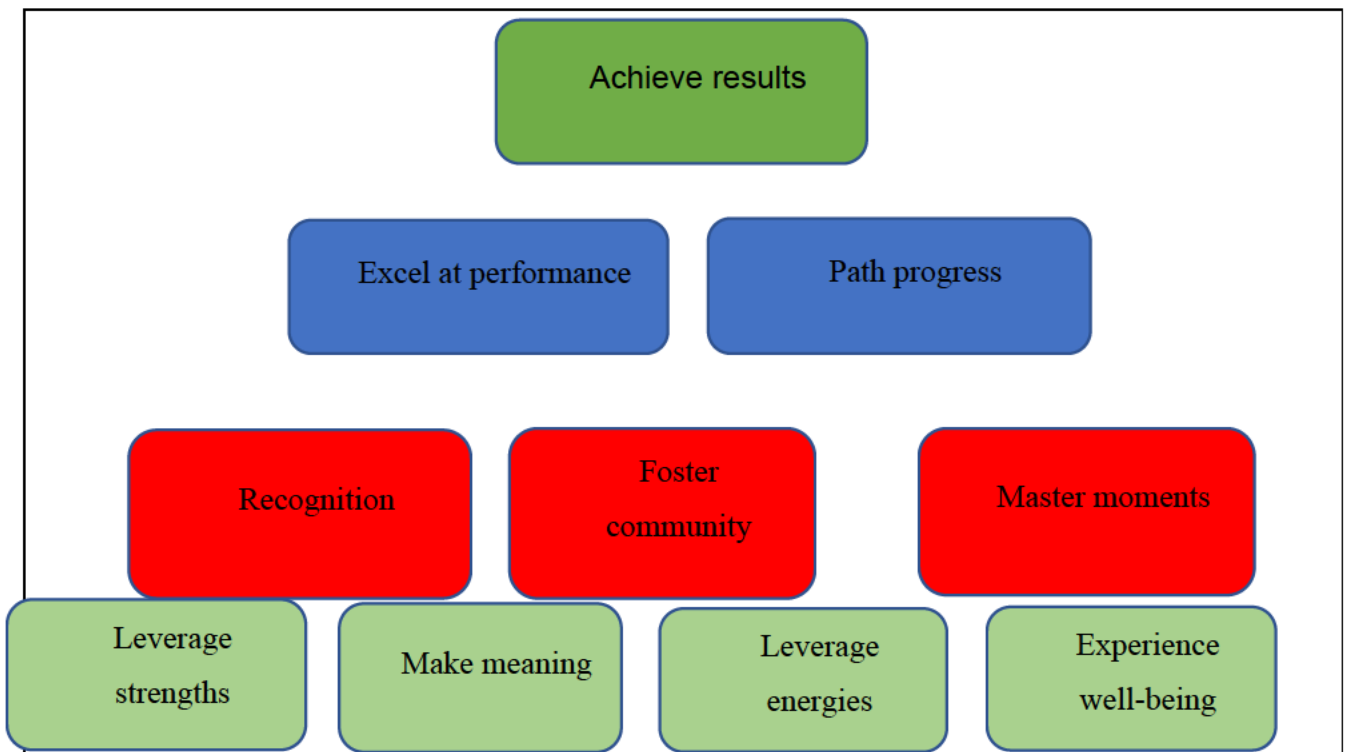 Achieve results
Excel at performance
Path progress
Recognition
Foster
community
Master moments
Leverage
strengths
Make meaning
Leverage
energies
Experience
well-being